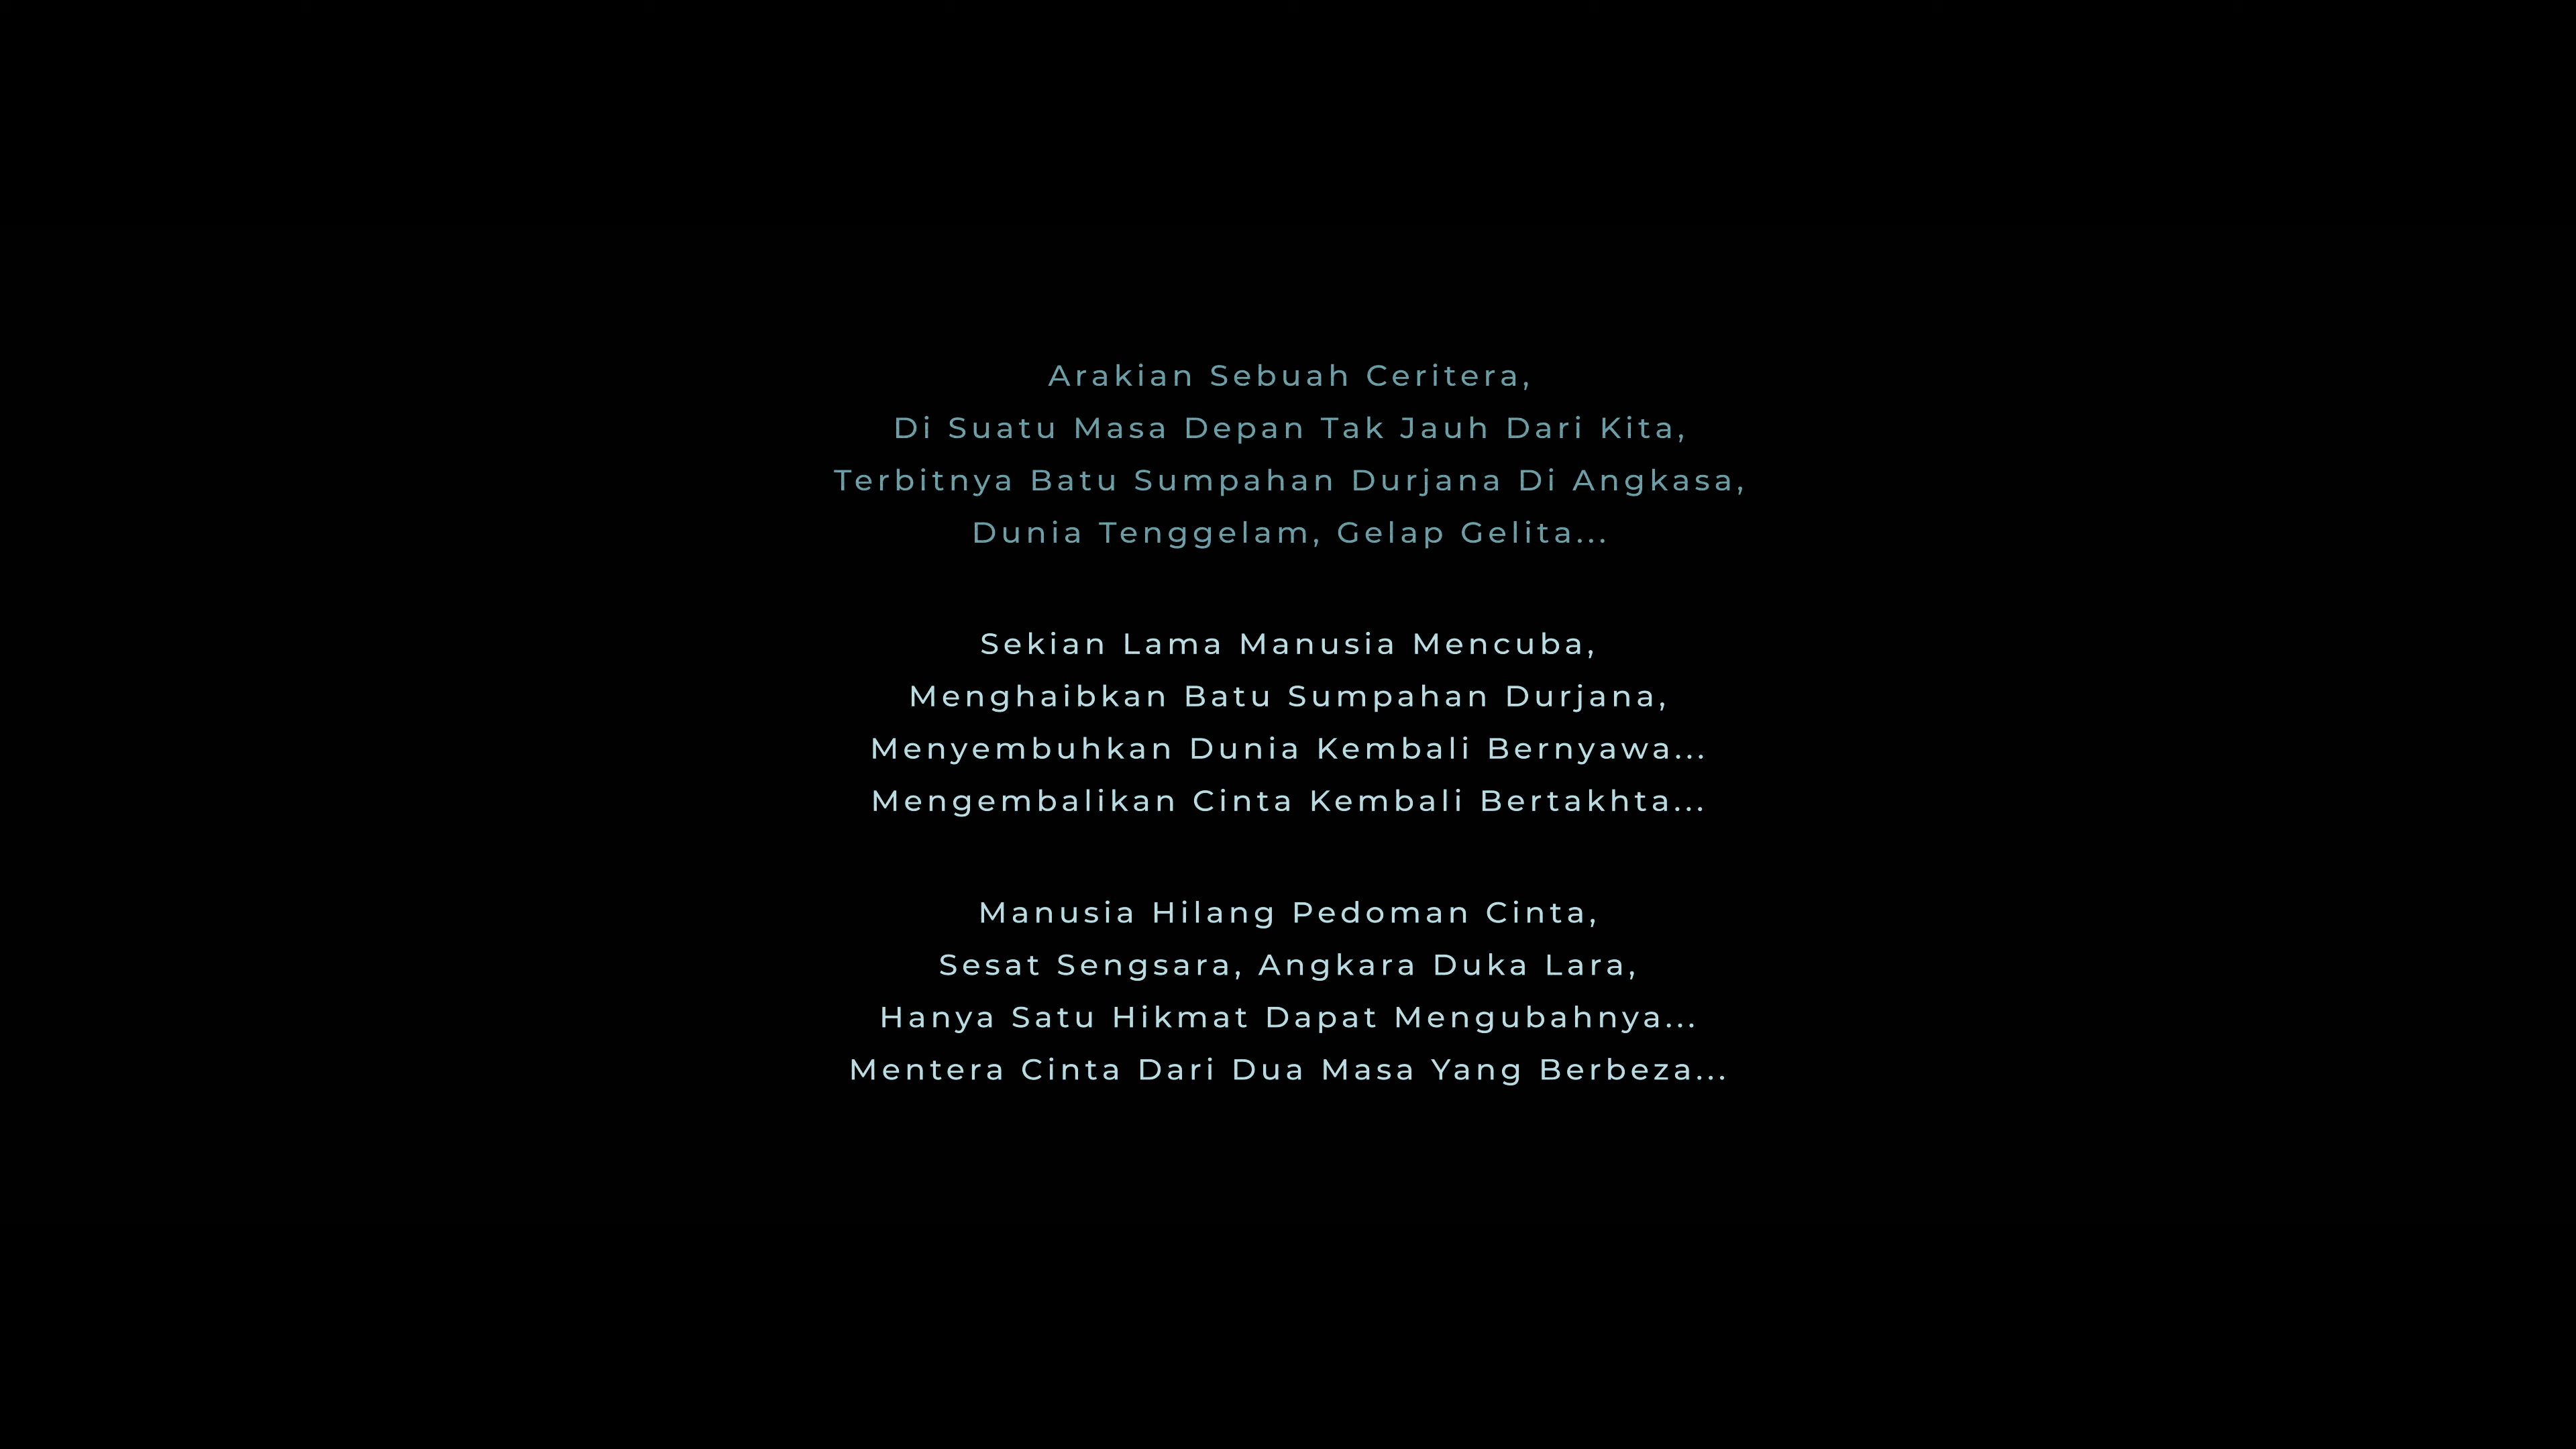 Arakian Sebuah Ceritera,
Di Suatu Masa Depan Tak Jauh Dari Kita,
Terbitnya Batu Sumpahan Durjana Di Angkasa,
Dunia Tenggelam, Gelap Gelita...
Sekian Lama Manusia Mencuba,
Menghaibkan Batu Sumpahan Durjana,
Menyembuhkan Dunia Kembali Bernyawa...
Mengembalikan Cinta Kembali Bertakhta...
Manusia Hilang Pedoman Cinta,
Sesat Sengsara, Angkara Duka Lara,
Hanya Satu Hikmat Dapat Mengubahnya...
Mentera Cinta Dari Dua Masa Yang Berbeza...